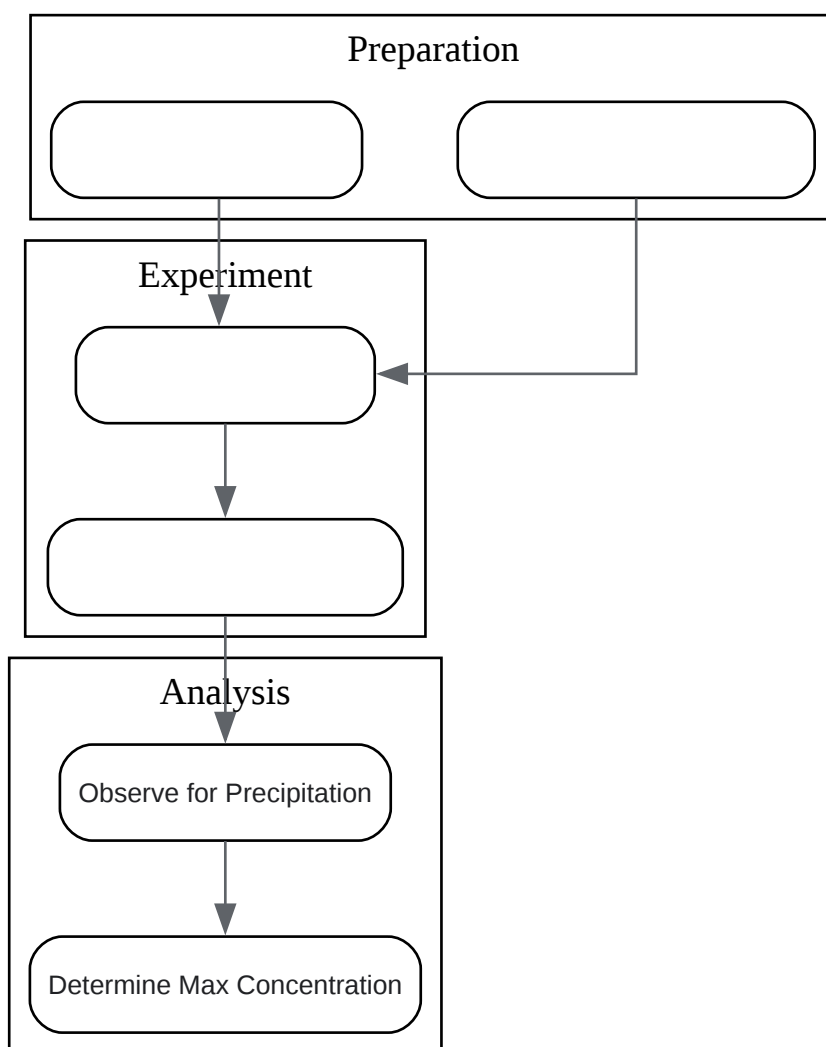 Preparation
Experiment
Analysis
Observe for Precipitation
Determine Max Concentration